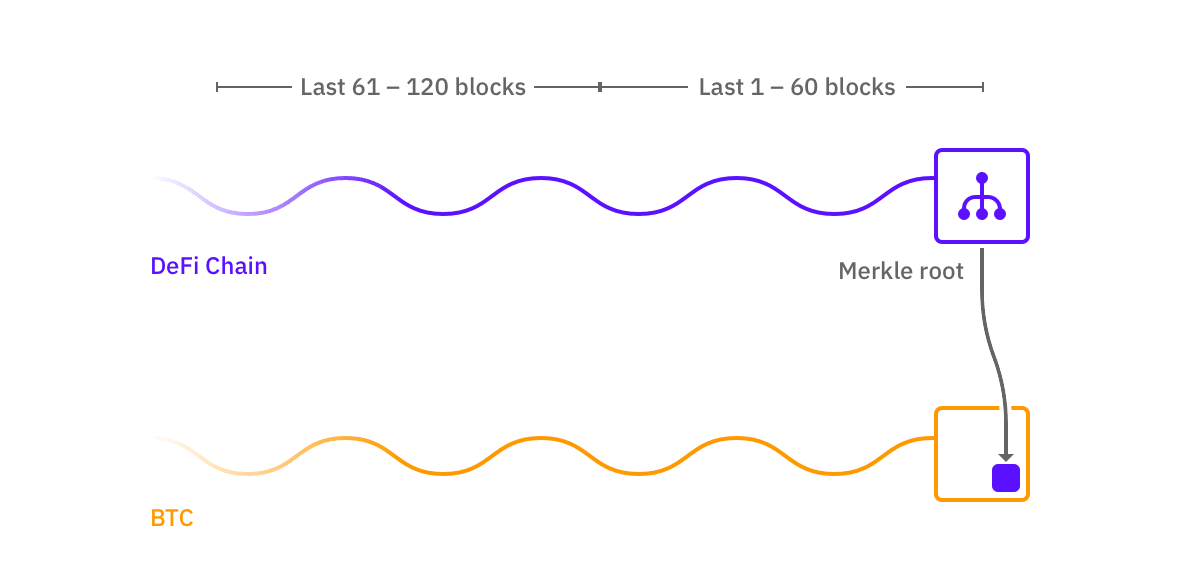 Last 61 – 120 blocks
Last 1 – 60 blocks
DeFi Chain
Merkle root
BTC